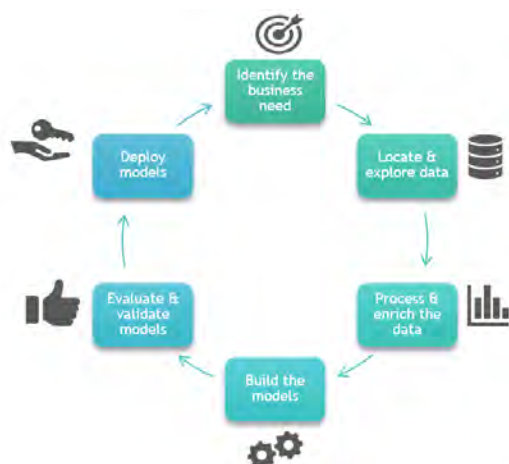 Identify the
business
need
Locate &
explore data
Process &
enrich the
data
Build the
models
Evaluate &
validate
models
Deploy
models